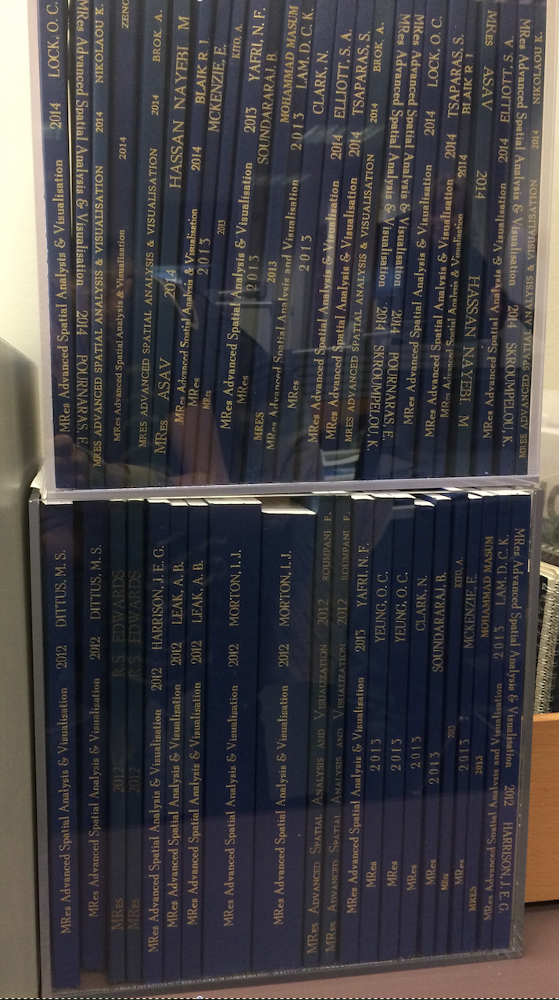 MRes Advanced Spatial Analysis & Visualisation 2014 LOCK, O. C.
MRes Advanced Spatial Analysis & Visualisation 2014 POURNARAS, E.
MRES ADVANCED SPATIAL ANALYSIS & VISUALISATION 2014 NIKOLAOU K.
MRes Advanced Spatial Analysis & Visualisation 2014
MRES ADVANCED SPATIAL ANALYSIS & VISUALISATION 2014 BROK, A.
MRES ASAV 2014 HASSAN NAYEBI M
MRes Advanced Spatial Analysis & Visualisation 2014 BLAIK R J
MRes 2013 MCKENZIE, E.
MRes 2013 KITO, A.
MRes Advanced Spatial Analysis & Visualisation 2013 YAFRI, N. F.
MRes 2013 SOUNDARARAJ, B.
MRES 2013 MOHAMMAD MASUM
MRes Advanced Spatial Analysis and Visualisation 2013 LAM, D. C. K.
MRes 2013 CLARK, N.
MRes Advanced Spatial Analysis & Visualisation 2014 ELLIOTT, S. A.
MRes Advanced Spatial Analysis & Visualisation 2014 TSAPARAS, S.
MRES ADVANCED SPATIAL ANALYSIS & VISUALISATION 2014 BROK A.
MRes Advanced Spatial Analysis & Visualisation 2014 SKROUMPELOU, K.
MRes Advanced Spatial Analysis & Visualisation 2014 POURNARAS, E.
MRes Advanced Spatial Analysis & Visualisation 2014 LOCK, O. C.
MRes Advanced Spatial Analysis & Visualisation 2014 TSAPARAS, S.
MRes Advanced Spatial Analysis & Visualisation 2014 BLAIK R J
MRES ASAV 2014 HASSAN NAYEBI M
MRes Advanced Spatial Analysis & Visualisation 2014 ELLIOTT, S. A.
MRes Advanced Spatial Analysis & Visualisation 2014 SKROUMPELOU, K.
MRES ADVANCED SPATIAL ANALYSIS & VISUALISATION 2014 NIKOLAOU K.
MRes Advanced Spatial Analysis & Visualisation 2012 DITTUS, M. S.
MRes Advanced Spatial Analysis & Visualisation 2012 DITTUS, M. S.
MRES 2012 R.S. EDWARDS
MRES 2012 R.S. EDWARDS
MRes Advanced Spatial Analysis & Visualisation 2012 HARRISON, J. E. G.
MRes Advanced Spatial Analysis & Visualisation 2012 LEAK, A. B.
MRes Advanced Spatial Analysis & Visualisation 2012 LEAK, A. B.
MRes Advanced Spatial Analysis & Visualisation 2012 MORTON, I. J.
MRes Advanced Spatial Analysis & Visualisation 2012 MORTON, I. J.
MRES ADVANCED SPATIAL ANALYSIS AND VISUALIZATION 2012 ROUMPANI F.
MRES ADVANCED SPATIAL ANALYSIS AND VISUALIZATION 2012 ROUMPANI F.
MRes Advanced Spatial Analysis & Visualisation 2013 YAFRI, N. F.
MRes 2013 YEUNG, O. C.
MRes 2013 YEUNG, O. C.
MRes 2013 CLARK, N.
MRes 2013 SOUNDARARAJ, B.
MRes 2013 KITO, A.
MRes 2013 MCKENZIE, E.
MRES 2013 MOHAMMAD MASUM
MRes Advanced Spatial Analysis and Visualisation 2013 LAM, D. C. K.
MRes Advanced Spatial Analysis & Visualisation 2012 HARRISON, J. E. G.